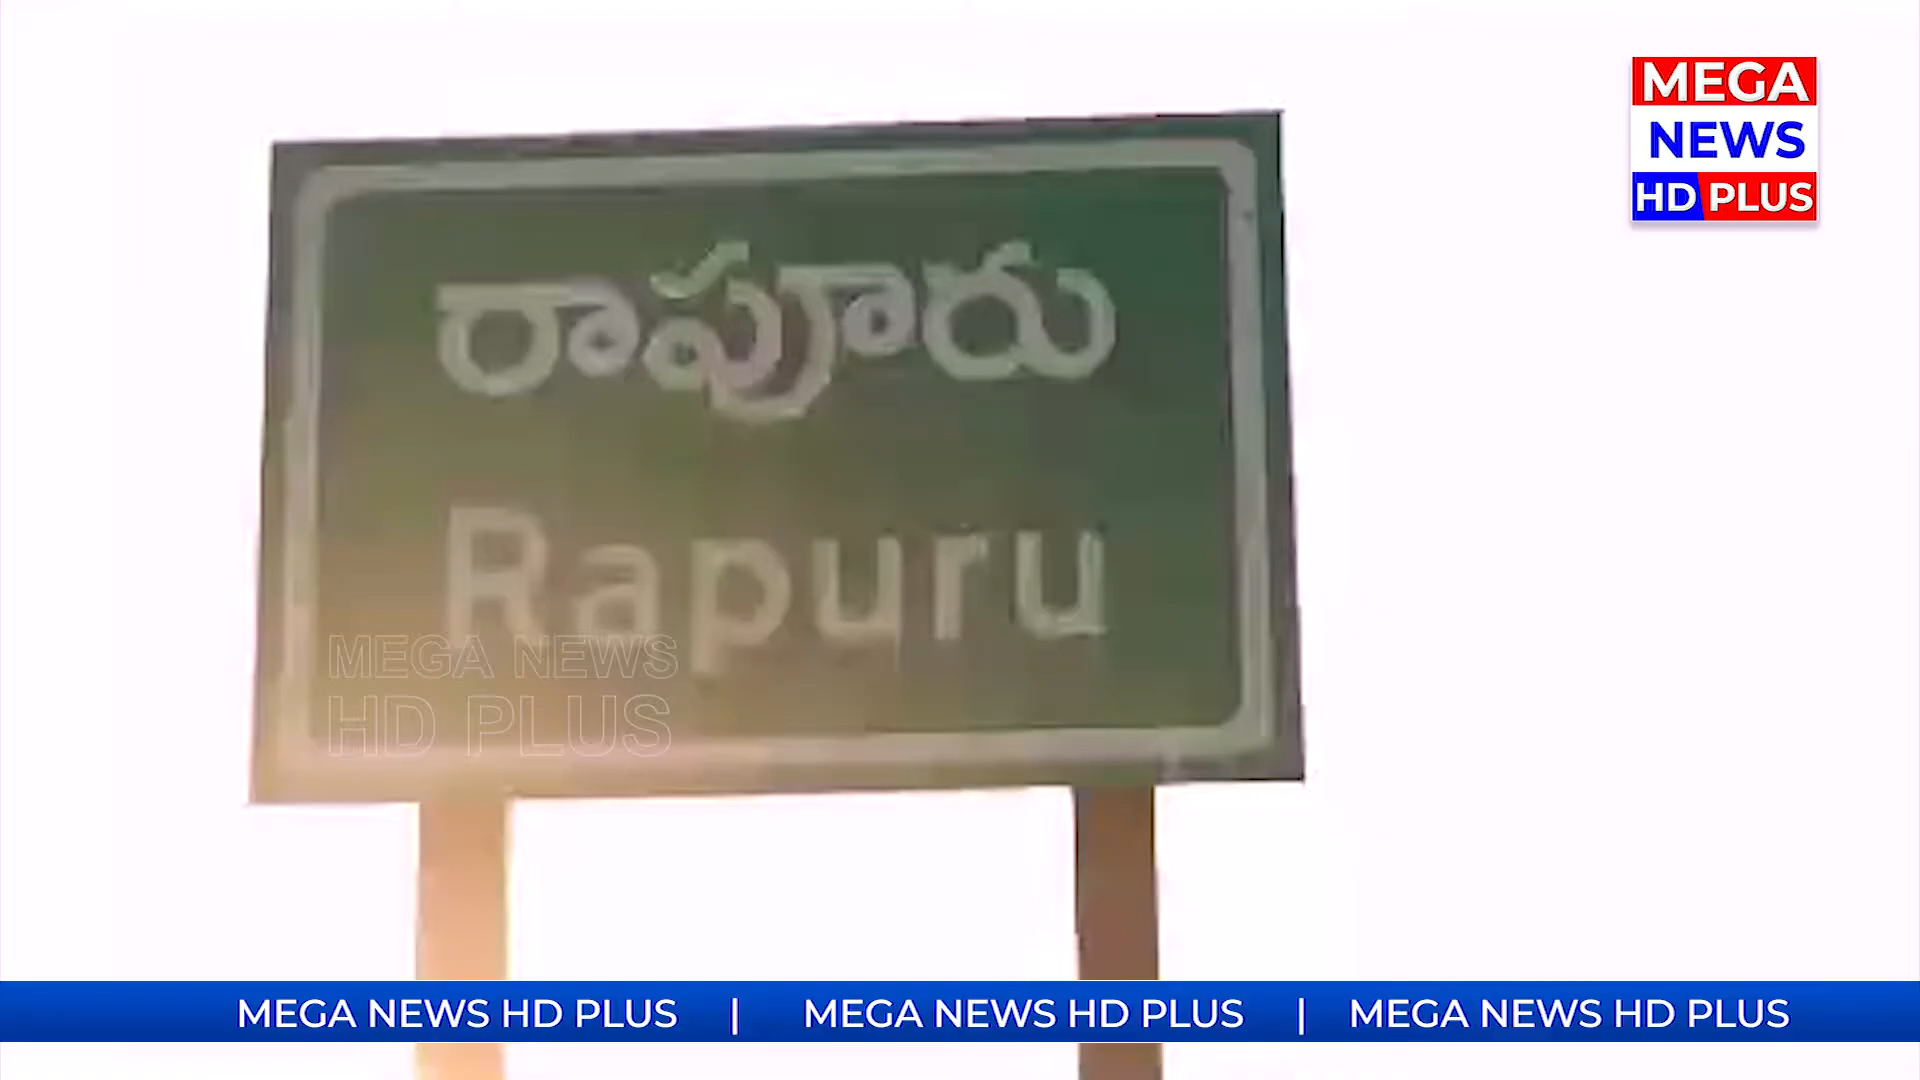 MEGA
NEWS
HD PLUS
రాపూరు
Rapuru
MEGA NEWS
HD PLUS
MEGA NEWS HD PLUS | MEGA NEWS HD PLUS | MEGA NEWS HD PLUS